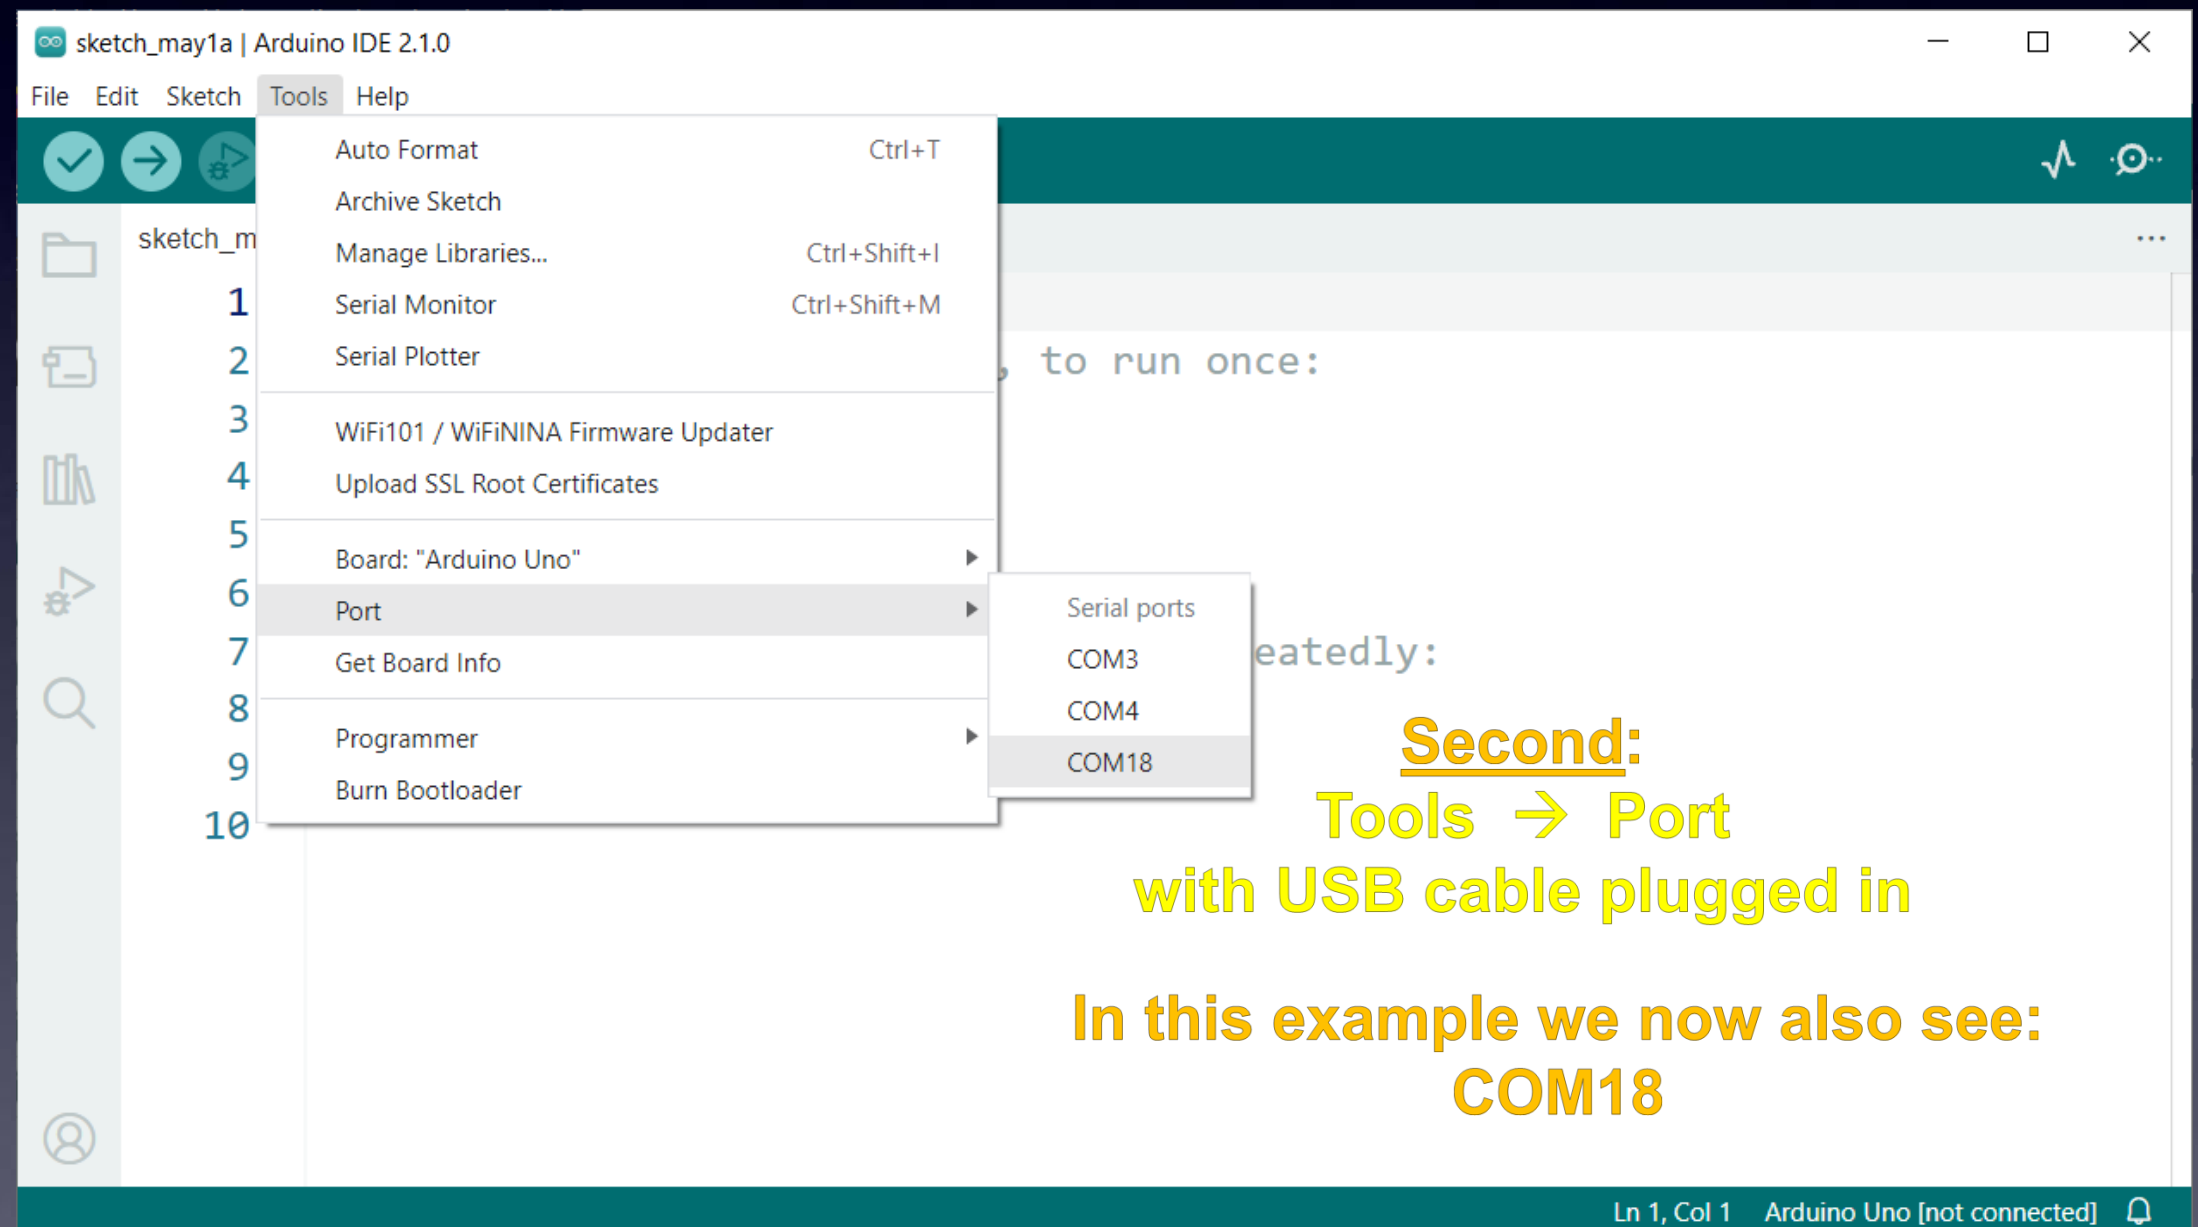 sketch_may1a | Arduino IDE 2.1.0
File Edit Sketch Tools Help
Auto Format Ctrl+T
Archive Sketch
sketch_m
Manage Libraries... Ctrl+Shift+I
1
Serial Monitor Ctrl+Shift+M
2
Serial Plotter
, to run once:
3
WiFi101 / WiFiNINA Firmware Updater
4
Upload SSL Root Certificates
5
Board: "Arduino Uno"
6
Port
Serial ports
7
Get Board Info
COM3
eatedly:
8
COM4
Programmer
9
COM18
Burn Bootloader
10
Second:
Tools → Port
with USB cable plugged in
In this example we now also see:
COM18
Ln 1, Col 1 Arduino Uno [not connected]